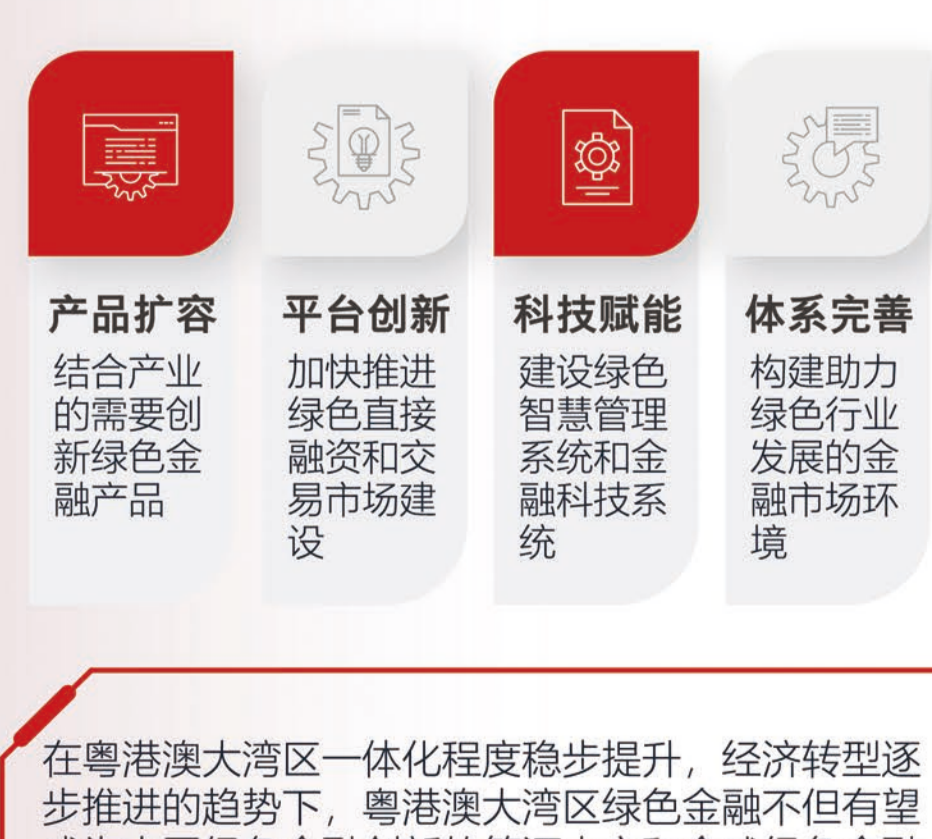 产品扩容
结合产业
的需要创
新绿色金
融产品
平台创新
加快推进
绿色直接
融资和交
易市场建
设
科技赋能
建设绿色
智慧管理
系统和金
融科技系
统
体系完善
构建助力
绿色行业
发展的金
融市场环
境
在粤港澳大湾区一体化程度稳步提升，经济转型逐
步推进的趋势下，粤港澳大湾区绿色金融不但有望